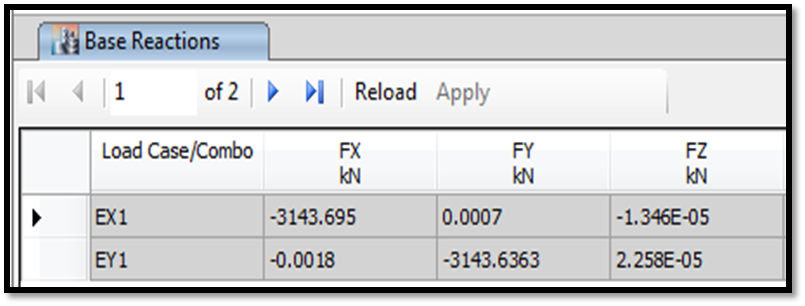 Base Reactions
1 of 2 Reload Apply
Load Case/Combo FX FY FZ
kN kN kN
EX1 -3143.695 0.0007 -1.346E-05
EY1 -0.0018 -3143.6363 2.258E-05